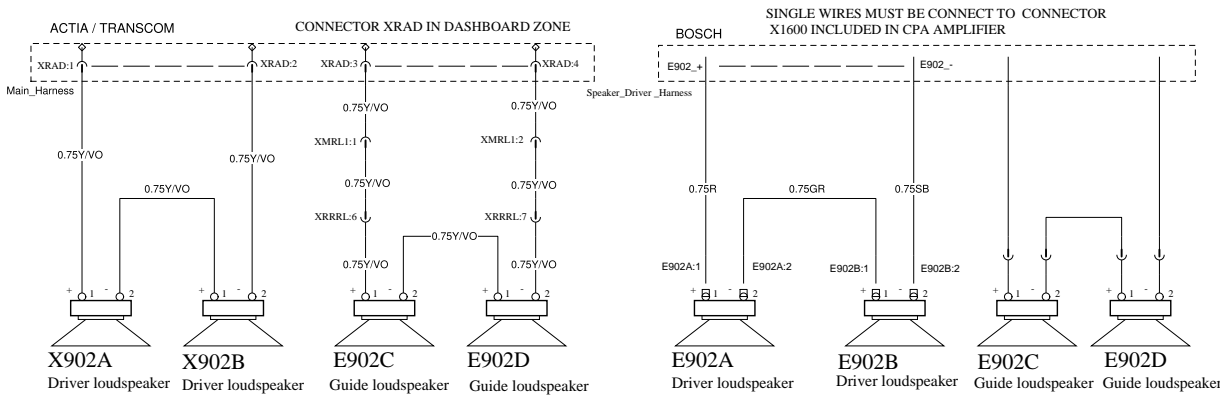 ACTIA / TRANSCOM
CONNECTOR XRAD IN DASHBOARD ZONE
XRAD:1
XRAD:2
XRAD:3
XRAD:4
Main_Harness
0.75Y/VO
0.75Y/VO
XMRL1:1
XMRL1:2
0.75Y/VO
0.75Y/VO
0.75Y/VO
0.75Y/VO
0.75Y/VO
XRRRL:6
XRRRL:7
0.75Y/VO
0.75Y/VO
0.75Y/VO
+ 1 - 2
+ 1 - 2
+ 1 - 2
+ 1 - 2
X902A
X902B
E902C
E902D
Driver loudspeaker
Driver loudspeaker
Guide loudspeaker
Guide loudspeaker
SINGLE WIRES MUST BE CONNECT TO CONNECTOR
X1600 INCLUDED IN CPA AMPLIFIER
BOSCH
E902_+
E902_-
Speaker_Driver _Harness
0.75R
0.75GR
0.75SB
E902A:1
E902A:2
E902B:1
E902B:2
+ 1 - 2
+ 1 - 2
+ 1 - 2
+ 1 - 2
E902A
E902B
E902C
E902D
Driver loudspeaker
Driver loudspeaker
Guide loudspeaker
Guide loudspeaker